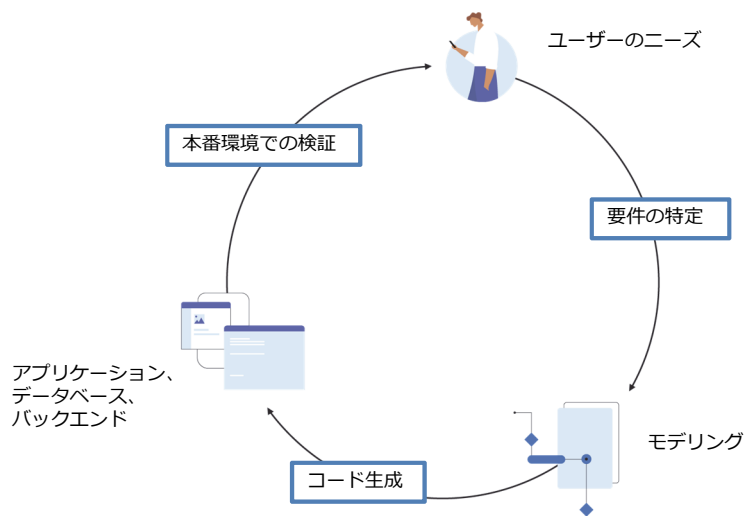 ユーザーのニーズ
本番環境での検証
要件の特定
アプリケーション、
データベース、
バックエンド
モデリング
コード生成